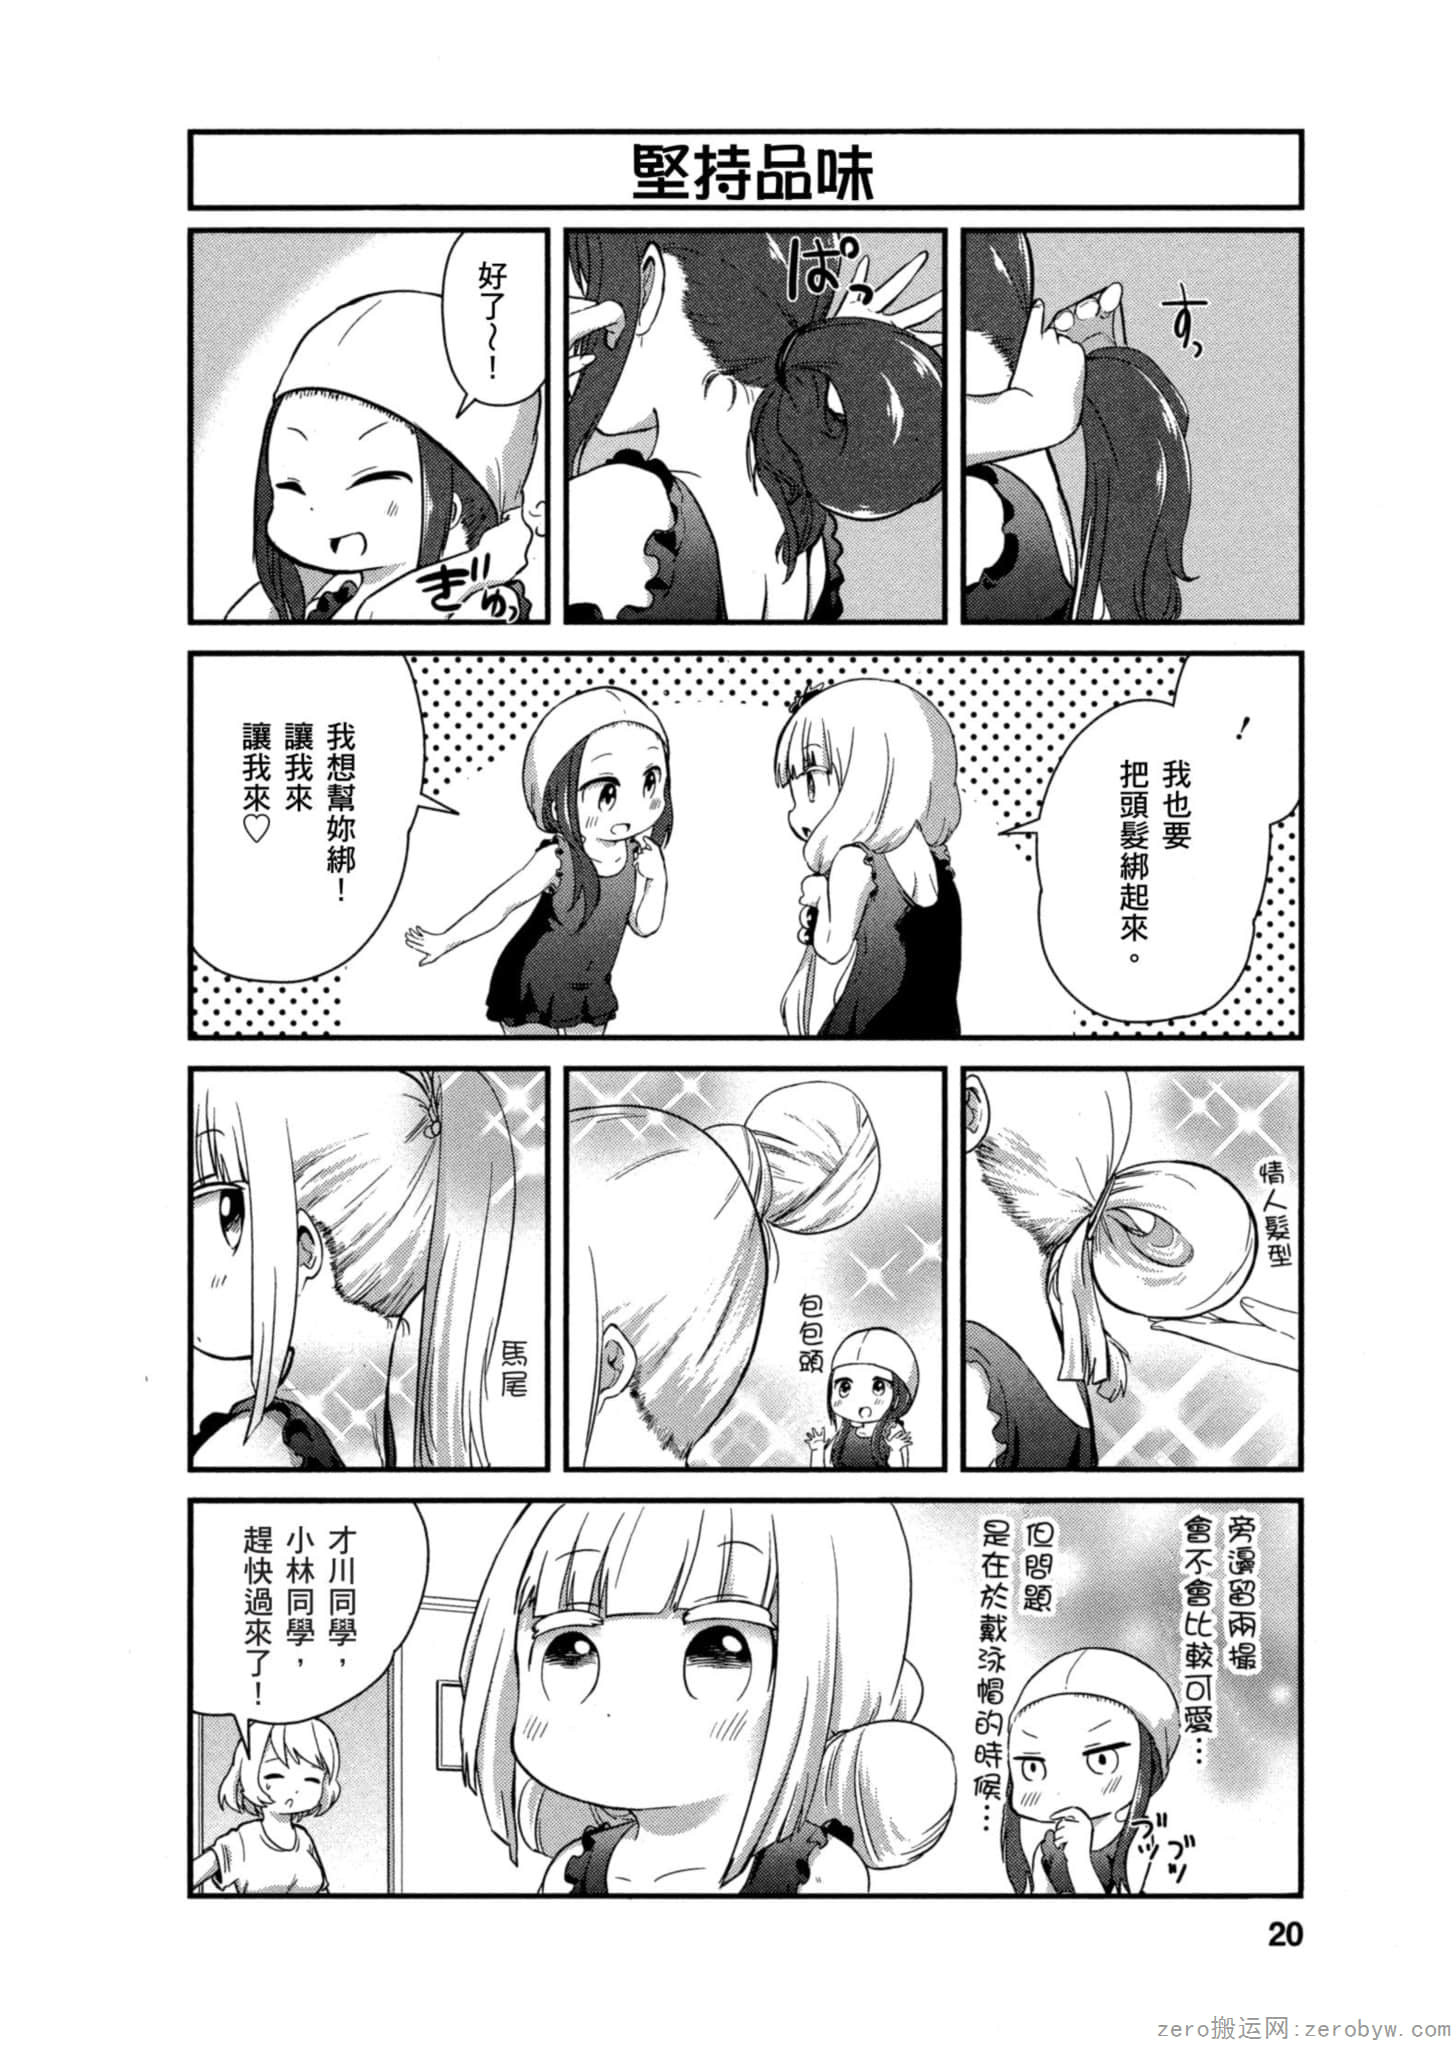 堅持品味
すっ
ぱっ
好了～！
ぎゅっ
！
我也要
把頭髮綁起來。
我想幫妳綁！
讓我來
讓我來♡
情人髮型
包包頭
馬尾
旁邊留兩撮
會不會比較可愛…
但問題
是在於戴泳帽的時候…
ブツブツ
才川同學，
小林同學，
趕快過來了！
20
zero搬运网:zerobyw.com